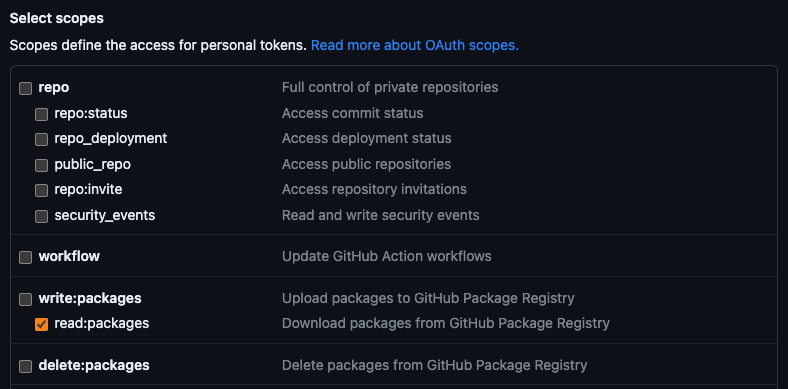 Select scopes
Scopes define the access for personal tokens. Read more about OAuth scopes.
repo Full control of private repositories
repo:status Access commit status
repo_deployment Access deployment status
public_repo Access public repositories
repo:invite Access repository invitations
security_events Read and write security events
workflow Update GitHub Action workflows
write:packages Upload packages to GitHub Package Registry
read:packages Download packages from GitHub Package Registry
delete:packages Delete packages from GitHub Package Registry